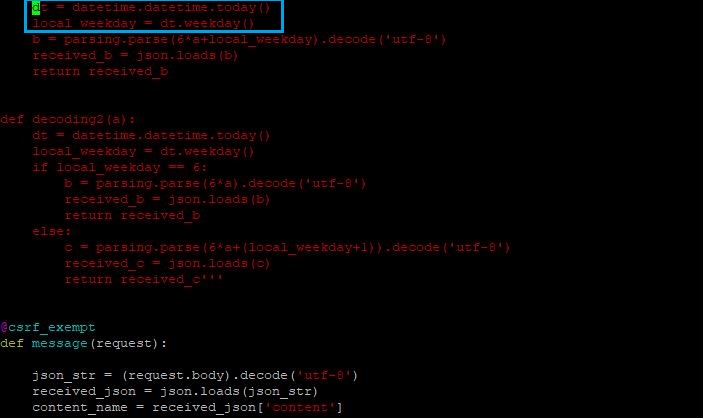 dt = datetime.datetime.today()
local_weekday = dt.weekday()
b = parsing.parse(6*a+local_weekday).decode('utf-8')
received_b = json.loads(b)
return received_b
def decoding2(a):
dt = datetime.datetime.today()
local_weekday = dt.weekday()
if local_weekday == 6:
b = parsing.parse(6*a).decode('utf-8')
received_b = json.loads(b)
return received_b
else:
c = parsing.parse(6*a+(local_weekday+1)).decode('utf-8')
received_c = json.loads(c)
return received_c'''
@csrf_exempt
def message(request):
json_str = (request.body).decode('utf-8')
received_json = json.loads(json_str)
content_name = received_json['content']